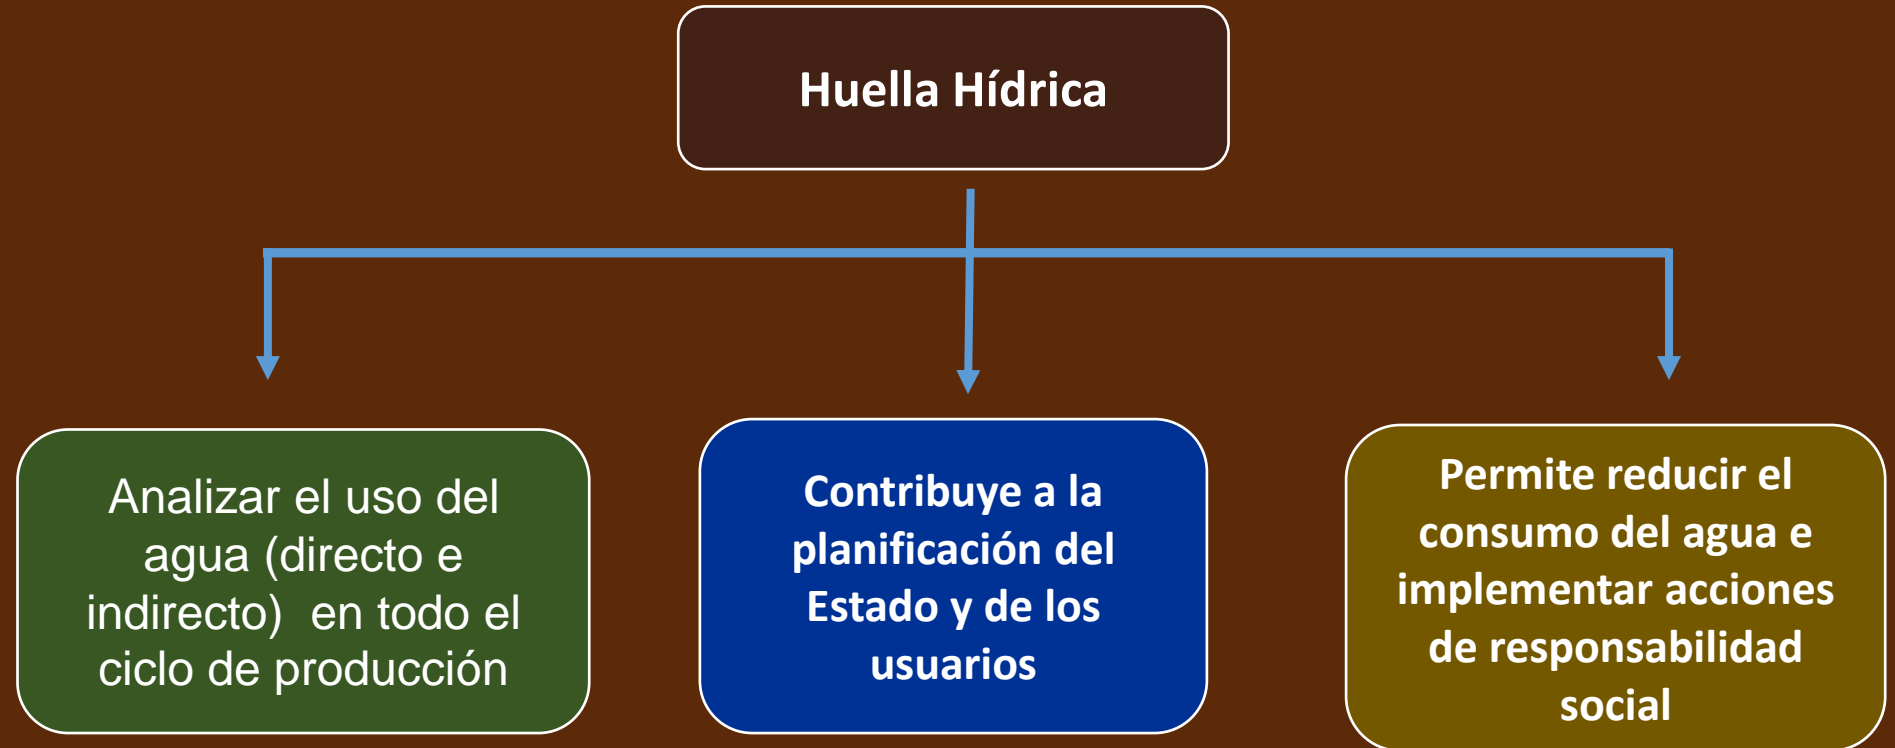 Huella Hídrica
Analizar el uso del
agua (directo e
indirecto)  en todo el
ciclo de producción
Contribuye a la
planificación del
Estado y de los
usuarios
Permite reducir el
consumo del agua e
implementar acciones
de responsabilidad
social